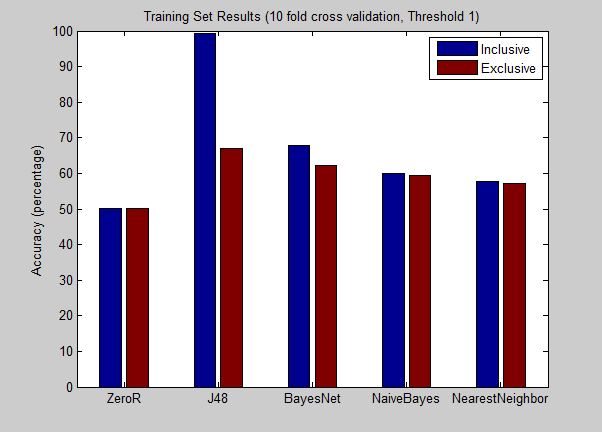 Training Set Results (10 fold cross validation, Threshold 1)
Inclusive
Exclusive
Accuracy (percentage)
100
90
80
70
60
50
40
30
20
10
0
ZeroR J48 BayesNet NaiveBayes NearestNeighbor